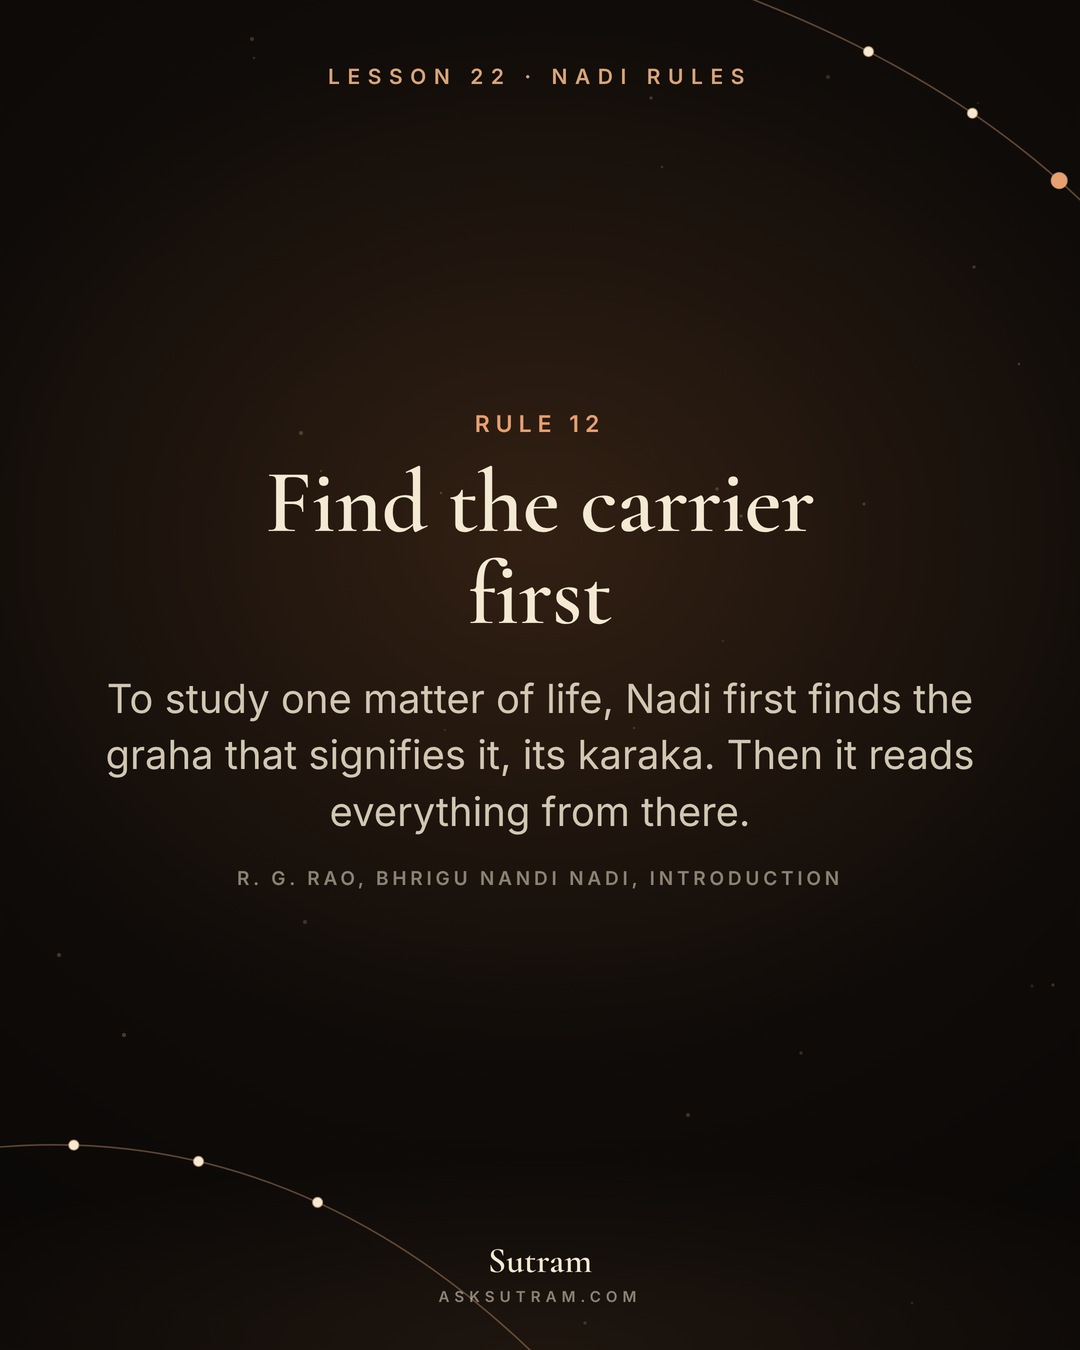 LESSON 22 · NADI RULES
RULE 12
Find the carrier
first
To study one matter of life, Nadi first finds the
graha that signifies it, its karaka. Then it reads
everything from there.
R. G. RAO, BHRIGU NANDI NADI, INTRODUCTION
Sutram
ASKSUTRAM.COM